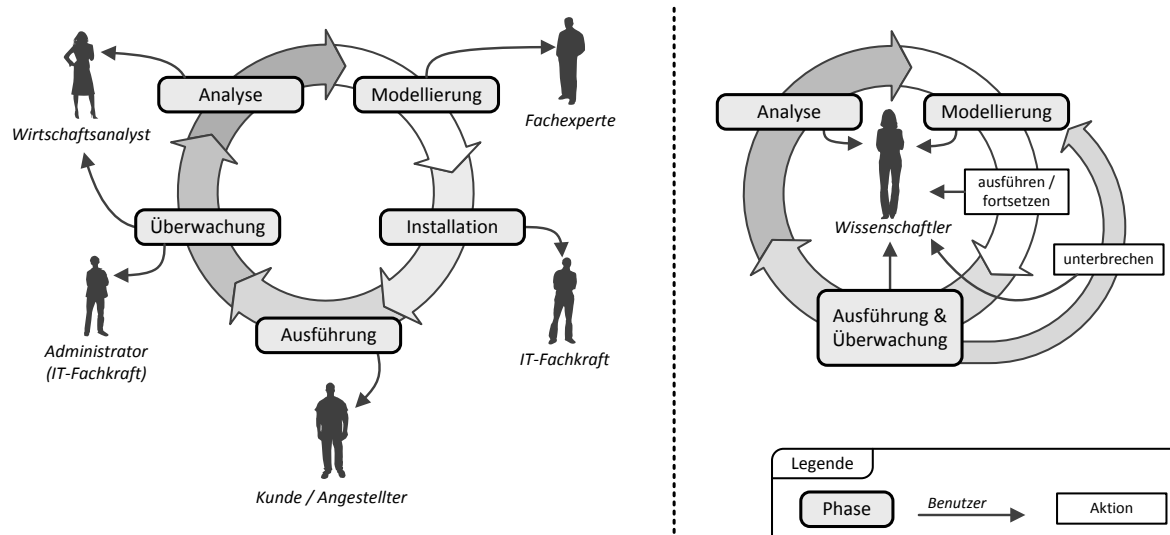 Analyse
Modellierung
Wirtschaftsanalyst
Fachexperte
Überwachung
Installation
Ausführung
Administrator
(IT-Fachkraft)
IT-Fachkraft
Kunde / Angestellter
Analyse
Modellierung
ausführen /
fortsetzen
Wissenschaftler
unterbrechen
Ausführung &
Überwachung
Legende
Phase
Benutzer
Aktion